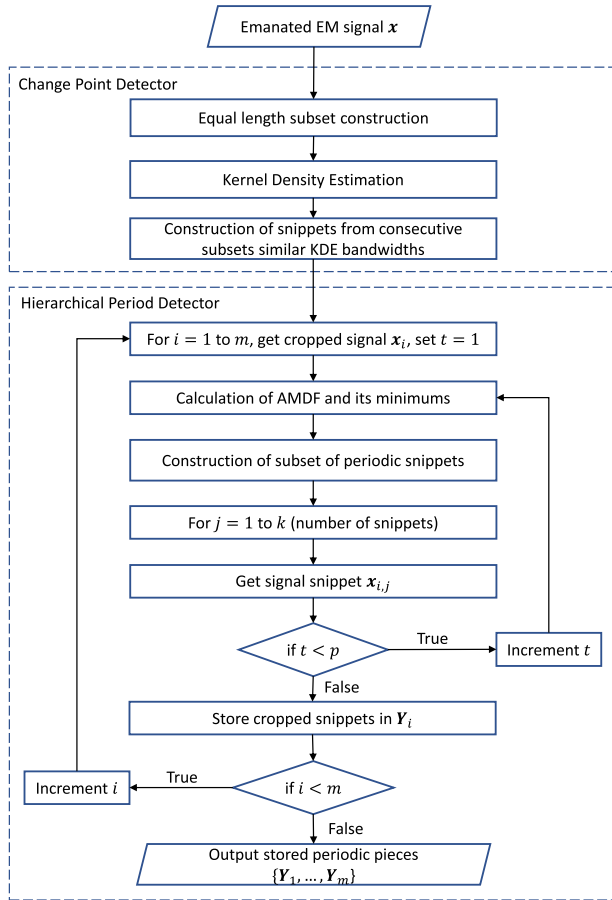 Emanated EM signal 𝒙
Change Point Detector
Equal length subset construction
Kernel Density Estimation
Construction of snippets from consecutive
subsets similar KDE bandwidths
Hierarchical Period Detector
For 𝑖 = 1 to 𝑚, get cropped signal 𝒙ᵢ, set 𝑡 = 1
Calculation of AMDF and its minimums
Construction of subset of periodic snippets
For 𝑗 = 1 to 𝑘 (number of snippets)
Get signal snippet 𝒙ᵢ,ⱼ
if 𝑡 < 𝑝
True
Increment 𝑡
False
Store cropped snippets in 𝒀ᵢ
if 𝑖 < 𝑚
True
Increment 𝑖
False
Output stored periodic pieces
{𝒀₁, … , 𝒀ₘ}